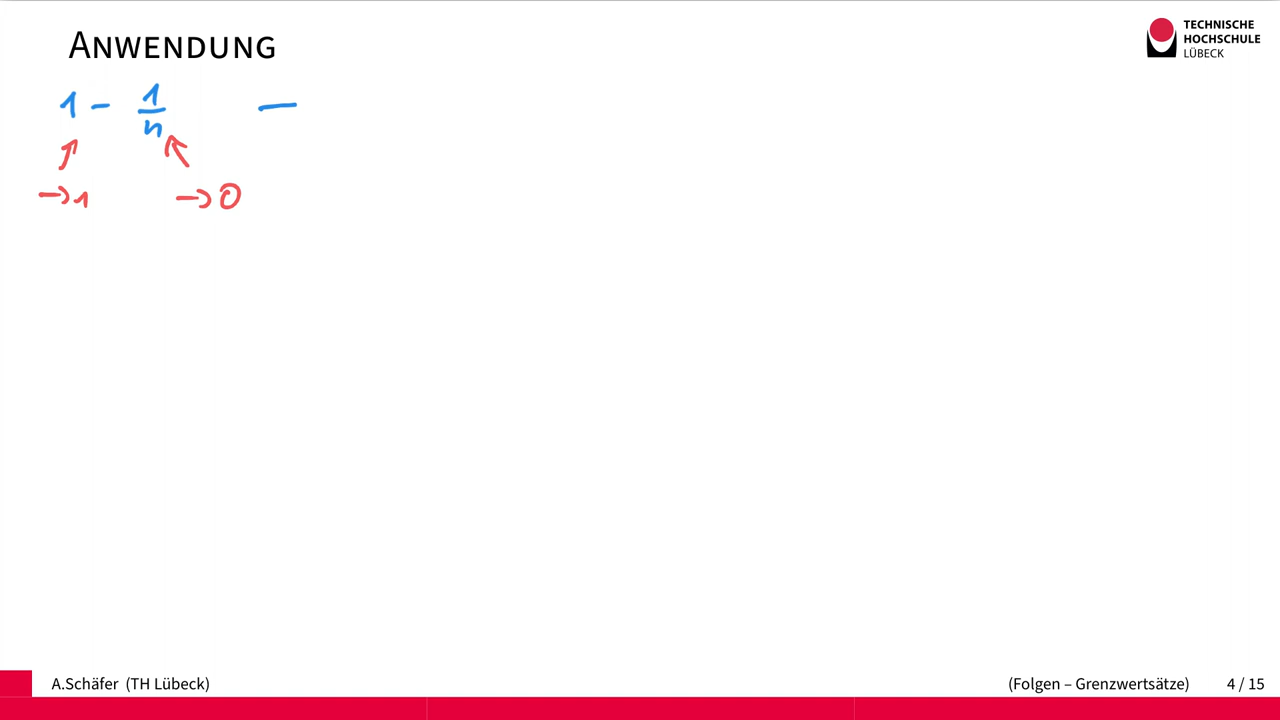 ANWENDUNG
TECHNISCHE
HOCHSCHULE
LÜBECK
1 - 1/n —
→1 →0
A.Schäfer (TH Lübeck) (Folgen – Grenzwertsätze) 4 / 15